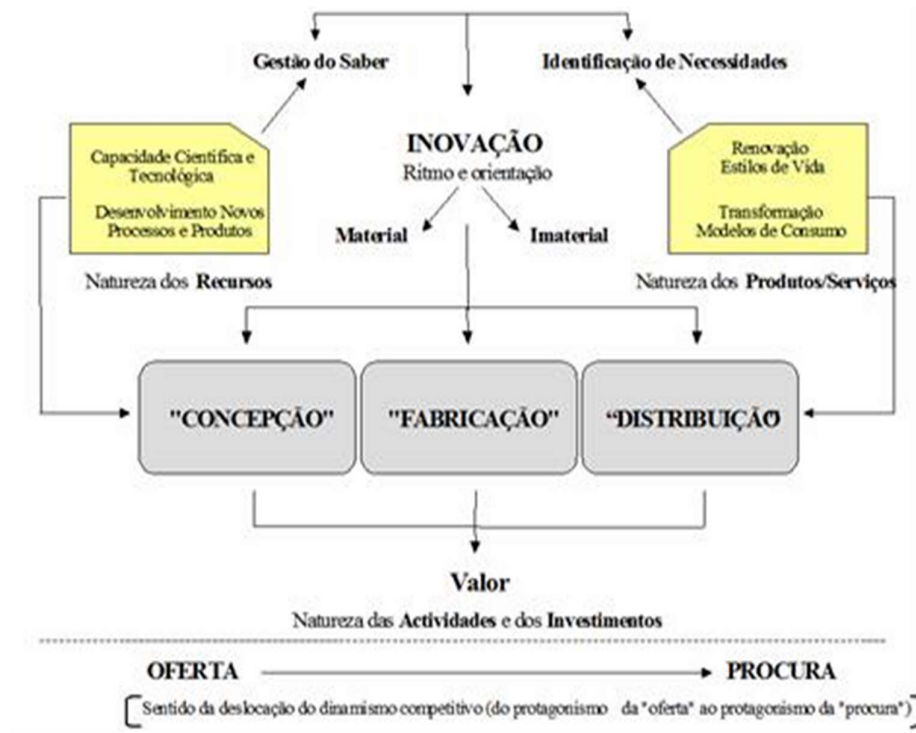 Gestão do Saber
Identificação de Necessidades
Capacidade Científica e
Tecnológica
Desenvolvimento Novos
Processos e Produtos
INOVAÇÃO
Ritmo e orientação
Material
Imaterial
Renovação
Estilos de Vida
Transformação
Modelos de Consumo
Natureza dos Recursos
Natureza dos Produtos/Serviços
"CONCEPÇÃO"
"FABRICAÇÃO"
“DISTRIBUIÇÃO”
Valor
Natureza das Actividades e dos Investimentos
OFERTA
PROCURA
[Sentido da deslocação do dinamismo competitivo (do protagonismo da "oferta" ao protagonismo da "procura")]